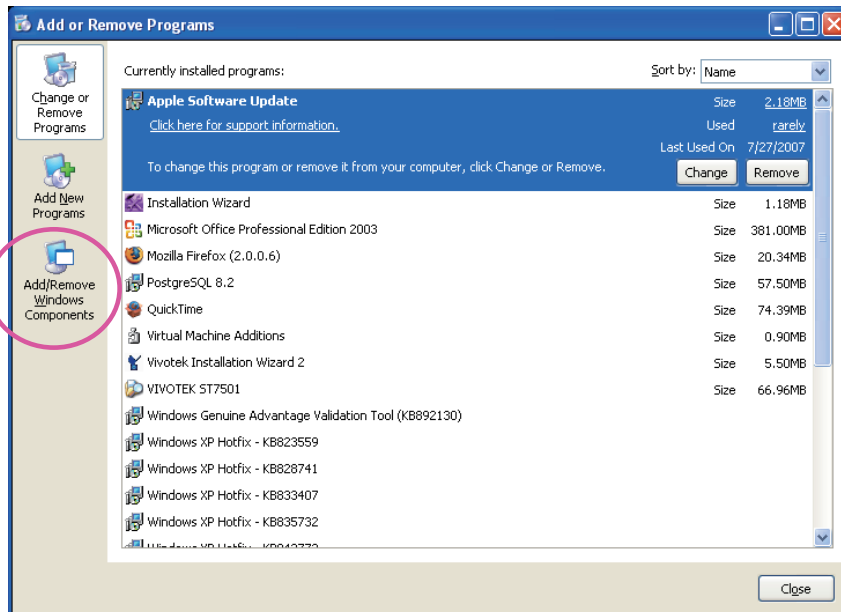 Add or Remove Programs
Change or
Remove
Programs
Add New
Programs
Add/Remove
Windows
Components
Currently installed programs:
Sort by: Name
Apple Software Update Size 2.18MB
Click here for support information. Used rarely
Last Used On 7/27/2007
To change this program or remove it from your computer, click Change or Remove. Change Remove
Installation Wizard Size 1.18MB
Microsoft Office Professional Edition 2003 Size 381.00MB
Mozilla Firefox (2.0.0.6) Size 20.34MB
PostgreSQL 8.2 Size 57.50MB
QuickTime Size 74.39MB
Virtual Machine Additions Size 0.90MB
Vivotek Installation Wizard 2 Size 5.50MB
VIVOTEK ST7501 Size 66.96MB
Windows Genuine Advantage Validation Tool (KB892130)
Windows XP Hotfix - KB823559
Windows XP Hotfix - KB828741
Windows XP Hotfix - KB833407
Windows XP Hotfix - KB835732
Windows XP Hotfix
Close